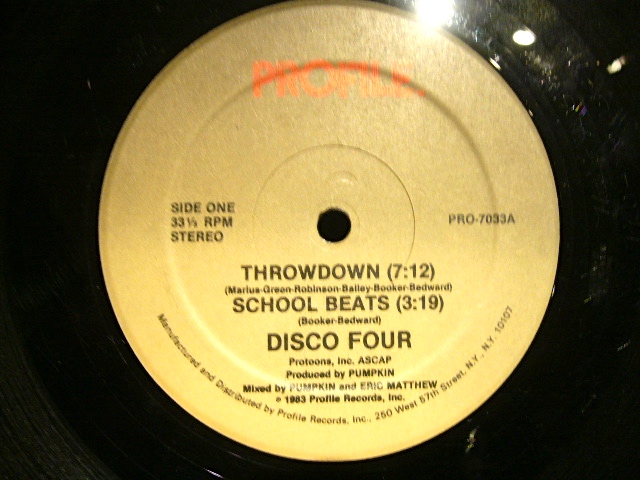 PROFILE
SIDE ONE
33⅓ RPM
STEREO
PRO-7033A
THROWDOWN (7:12)
(Marius-Green-Robinson-Bailey-Booker-Bedward)
SCHOOL BEATS (3:19)
(Booker-Bedward)
DISCO FOUR
Protoons, Inc. ASCAP
Produced by PUMPKIN
Mixed by PUMPKIN and ERIC MATTHEW
℗ 1983 Profile Records, Inc.
Manufactured and Distributed by Profile Records, Inc., 250 West 57th Street, N.Y., N.Y. 10107